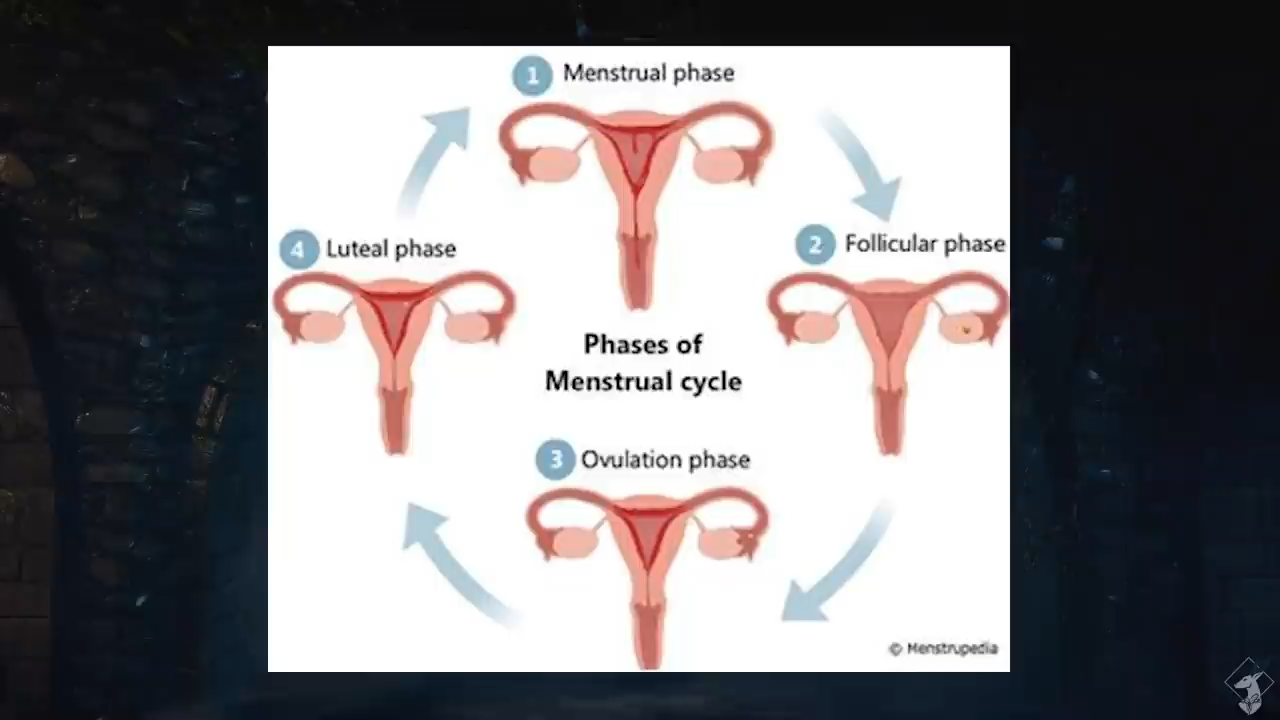 1 Menstrual phase
4 Luteal phase
2 Follicular phase
Phases of
Menstrual cycle
3 Ovulation phase
© Menstrupedia